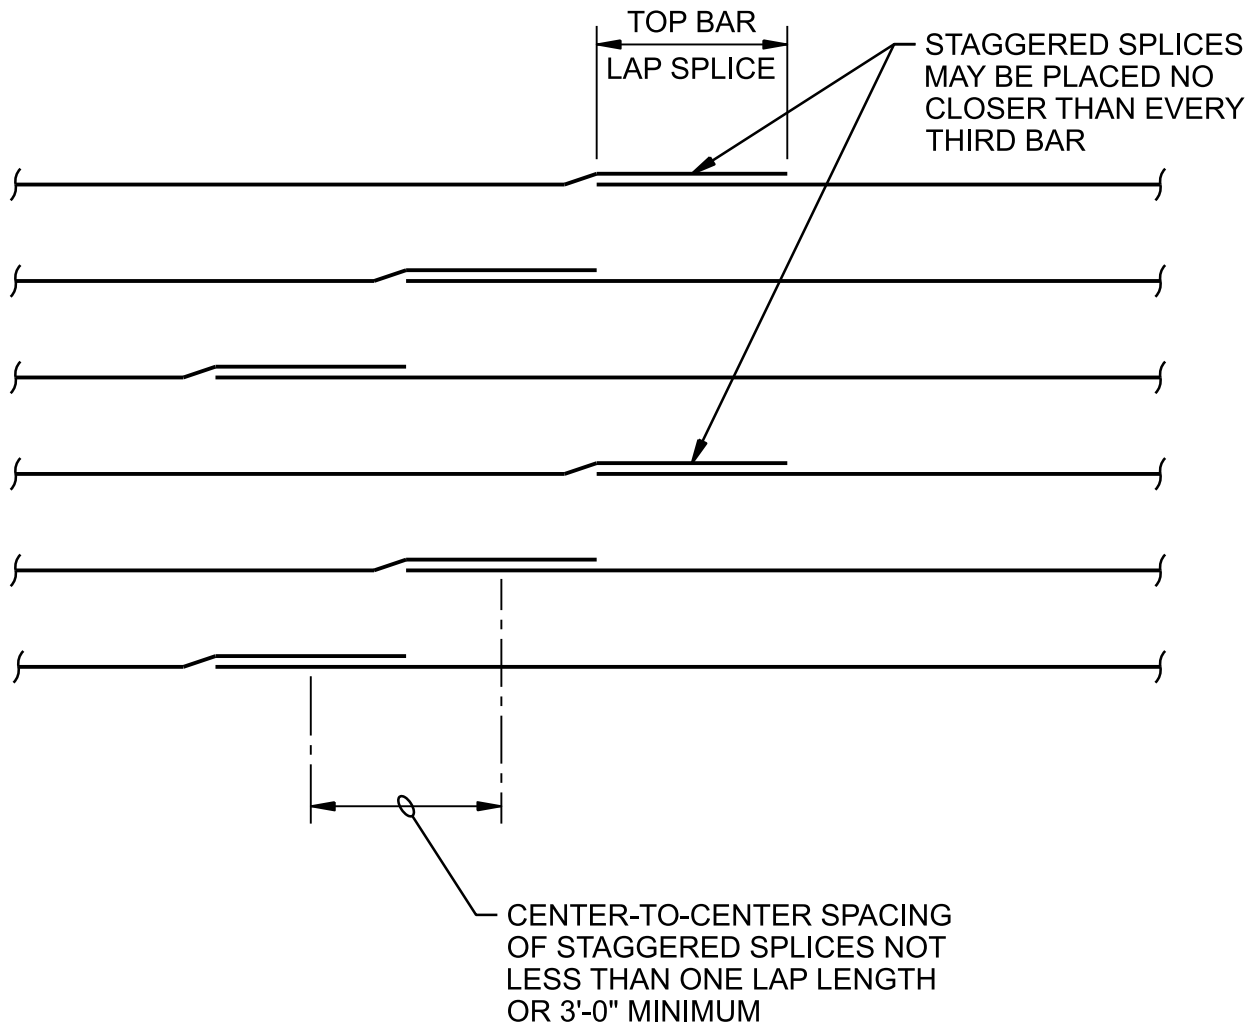 TOP BAR
LAP SPLICE
STAGGERED SPLICES
MAY BE PLACED NO
CLOSER THAN EVERY
THIRD BAR
CENTER-TO-CENTER SPACING
OF STAGGERED SPLICES NOT
LESS THAN ONE LAP LENGTH
OR 3'-0" MINIMUM